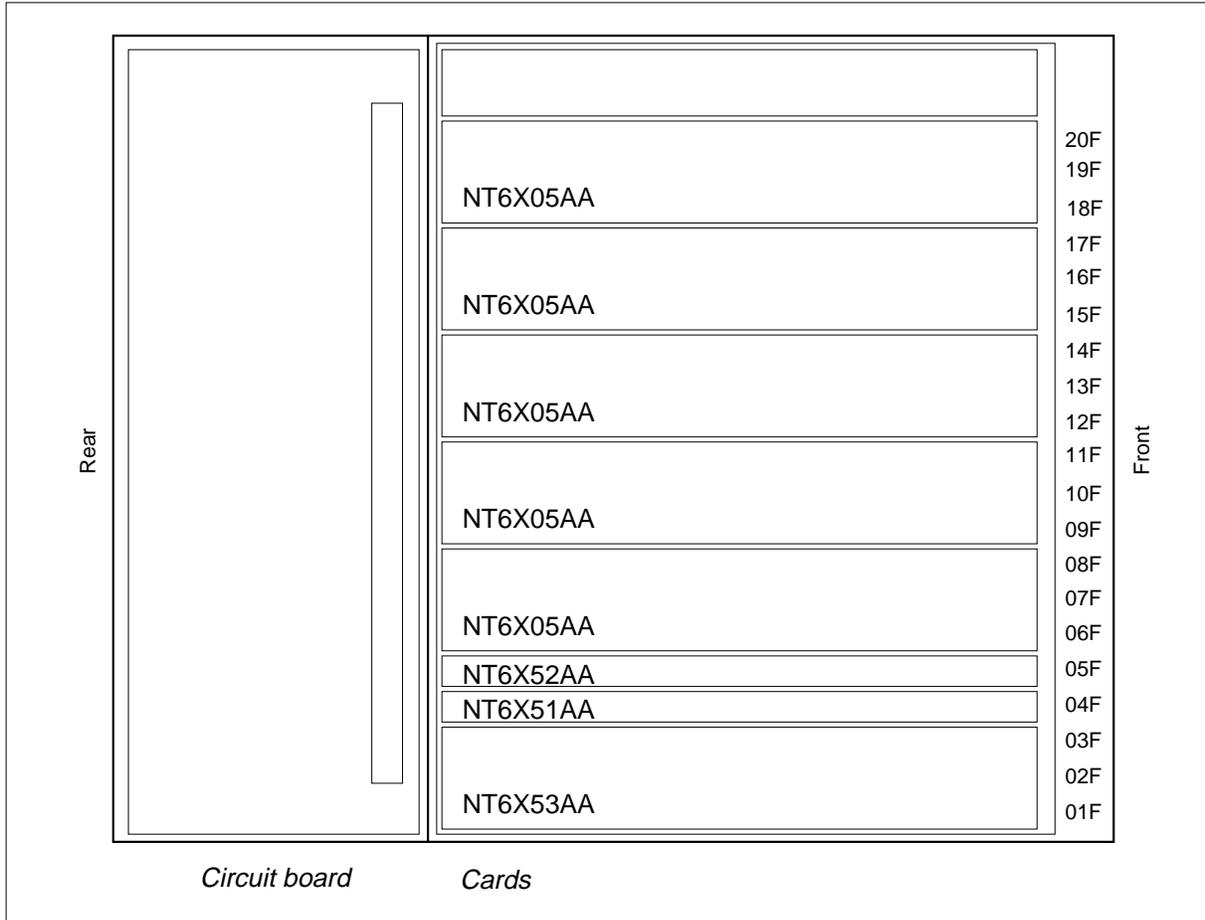 20F
19F
NT6X05AA
18F
17F
16F
NT6X05AA
15F
14F
13F
NT6X05AA
12F
11F
Rear
Front
10F
NT6X05AA
09F
08F
07F
NT6X05AA
06F
NT6X52AA
05F
NT6X51AA
04F
03F
02F
NT6X53AA
01F
Circuit board
Cards